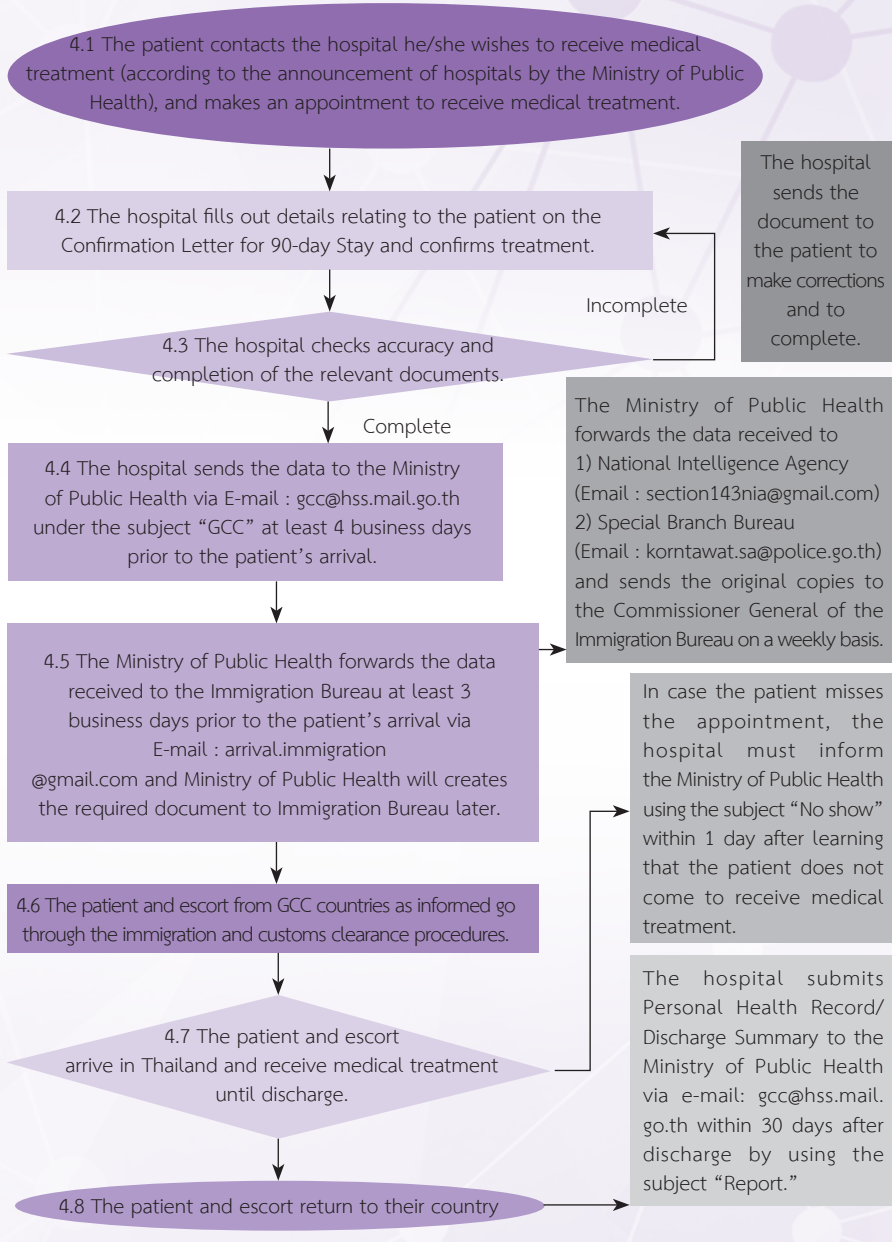 4.1 The patient contacts the hospital he/she wishes to receive medical
treatment (according to the announcement of hospitals by the Ministry of Public
Health), and makes an appointment to receive medical treatment.
4.2 The hospital fills out details relating to the patient on the
Confirmation Letter for 90-day Stay and confirms treatment.
The hospital
sends the
document to
the patient to
make corrections
and to
complete.
Incomplete
4.3 The hospital checks accuracy and
completion of the relevant documents.
Complete
4.4 The hospital sends the data to the Ministry
of Public Health via E-mail : gcc@hss.mail.go.th
under the subject “GCC” at least 4 business days
prior to the patient’s arrival.
The Ministry of Public Health
forwards the data received to
1) National Intelligence Agency
(Email : section143nia@gmail.com)
2) Special Branch Bureau
(Email : korntawat.sa@police.go.th)
and sends the original copies to
the Commissioner General of the
Immigration Bureau on a weekly basis.
4.5 The Ministry of Public Health forwards the data
received to the Immigration Bureau at least 3
business days prior to the patient’s arrival via
E-mail : arrival.immigration
@gmail.com and Ministry of Public Health will creates
the required document to Immigration Bureau later.
In case the patient misses
the appointment, the
hospital must inform
the Ministry of Public Health
using the subject “No show”
within 1 day after learning
that the patient does not
come to receive medical
treatment.
4.6 The patient and escort from GCC countries as informed go
through the immigration and customs clearance procedures.
4.7 The patient and escort
arrive in Thailand and receive medical treatment
until discharge.
The hospital submits
Personal Health Record/
Discharge Summary to the
Ministry of Public Health
via e-mail: gcc@hss.mail.
go.th within 30 days after
discharge by using the
subject “Report.”
4.8 The patient and escort return to their country